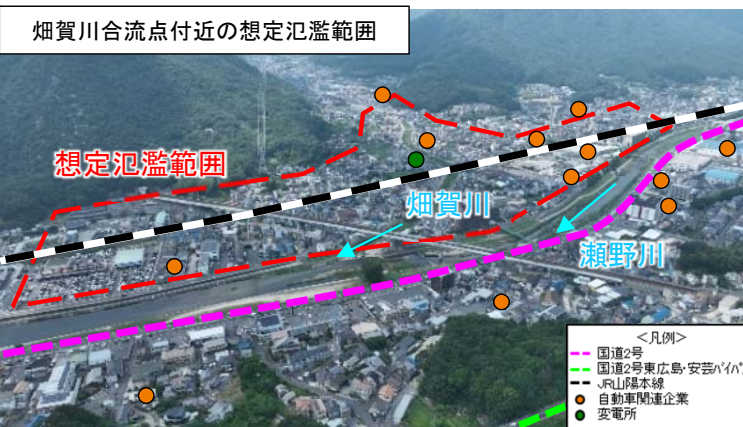 畑賀川合流点付近の想定氾濫範囲
想定氾濫範囲
畑賀川
瀬野川
<凡例>
国道2号
国道2号東広島・安芸バイパス
JR山陽本線
自動車関連企業
変電所